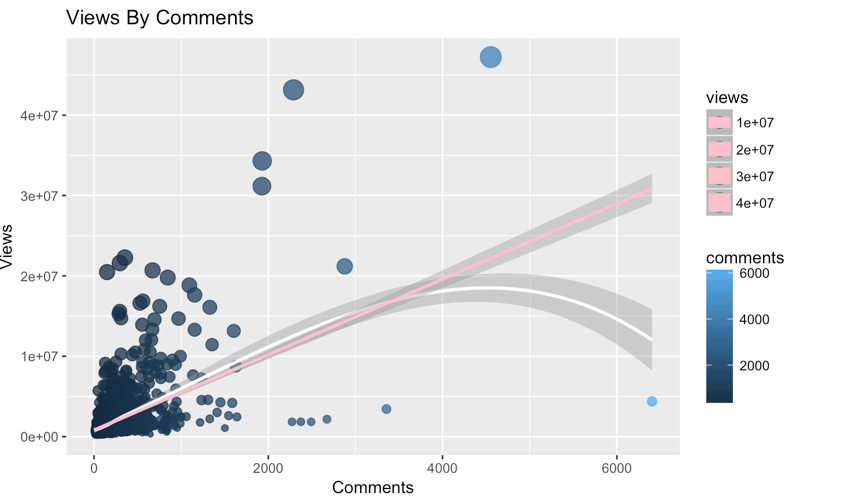 Views By Comments
Views
4e+07
3e+07
2e+07
1e+07
0e+00
0
2000
4000
6000
Comments
views
1e+07
2e+07
3e+07
4e+07
comments
6000
4000
2000